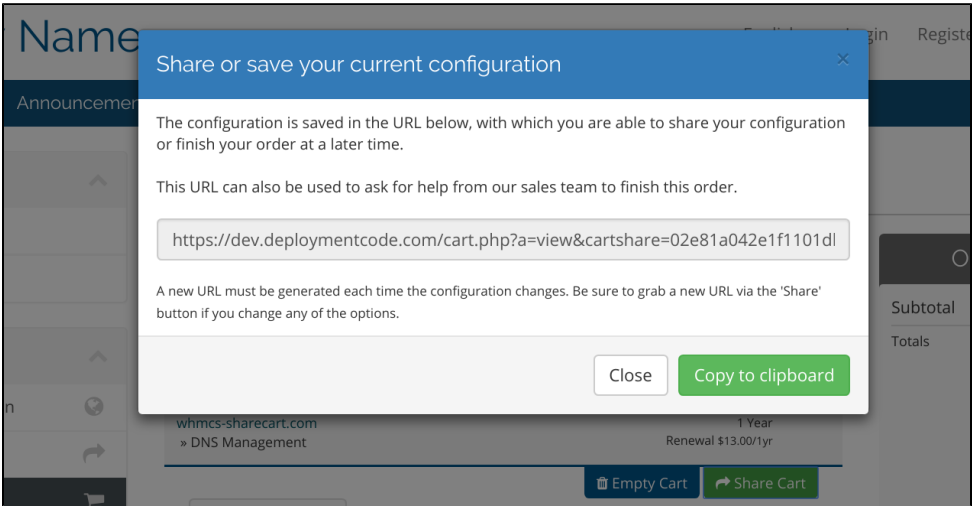 Name
Login
Share or save your current configuration
×
The configuration is saved in the URL below, with which you are able to share your configuration
or finish your order at a later time.
This URL can also be used to ask for help from our sales team to finish this order.
https://dev.deploymentcode.com/cart.php?a=view&cartshare=02e81a042e1f1101d
A new URL must be generated each time the configuration changes. Be sure to grab a new URL via the 'Share'
button if you change any of the options.
Subtotal
Totals
Close
Copy to clipboard
whmcs-sharecart.com
1 Year
» DNS Management
Renewal $13.00/1yr
Empty Cart
Share Cart